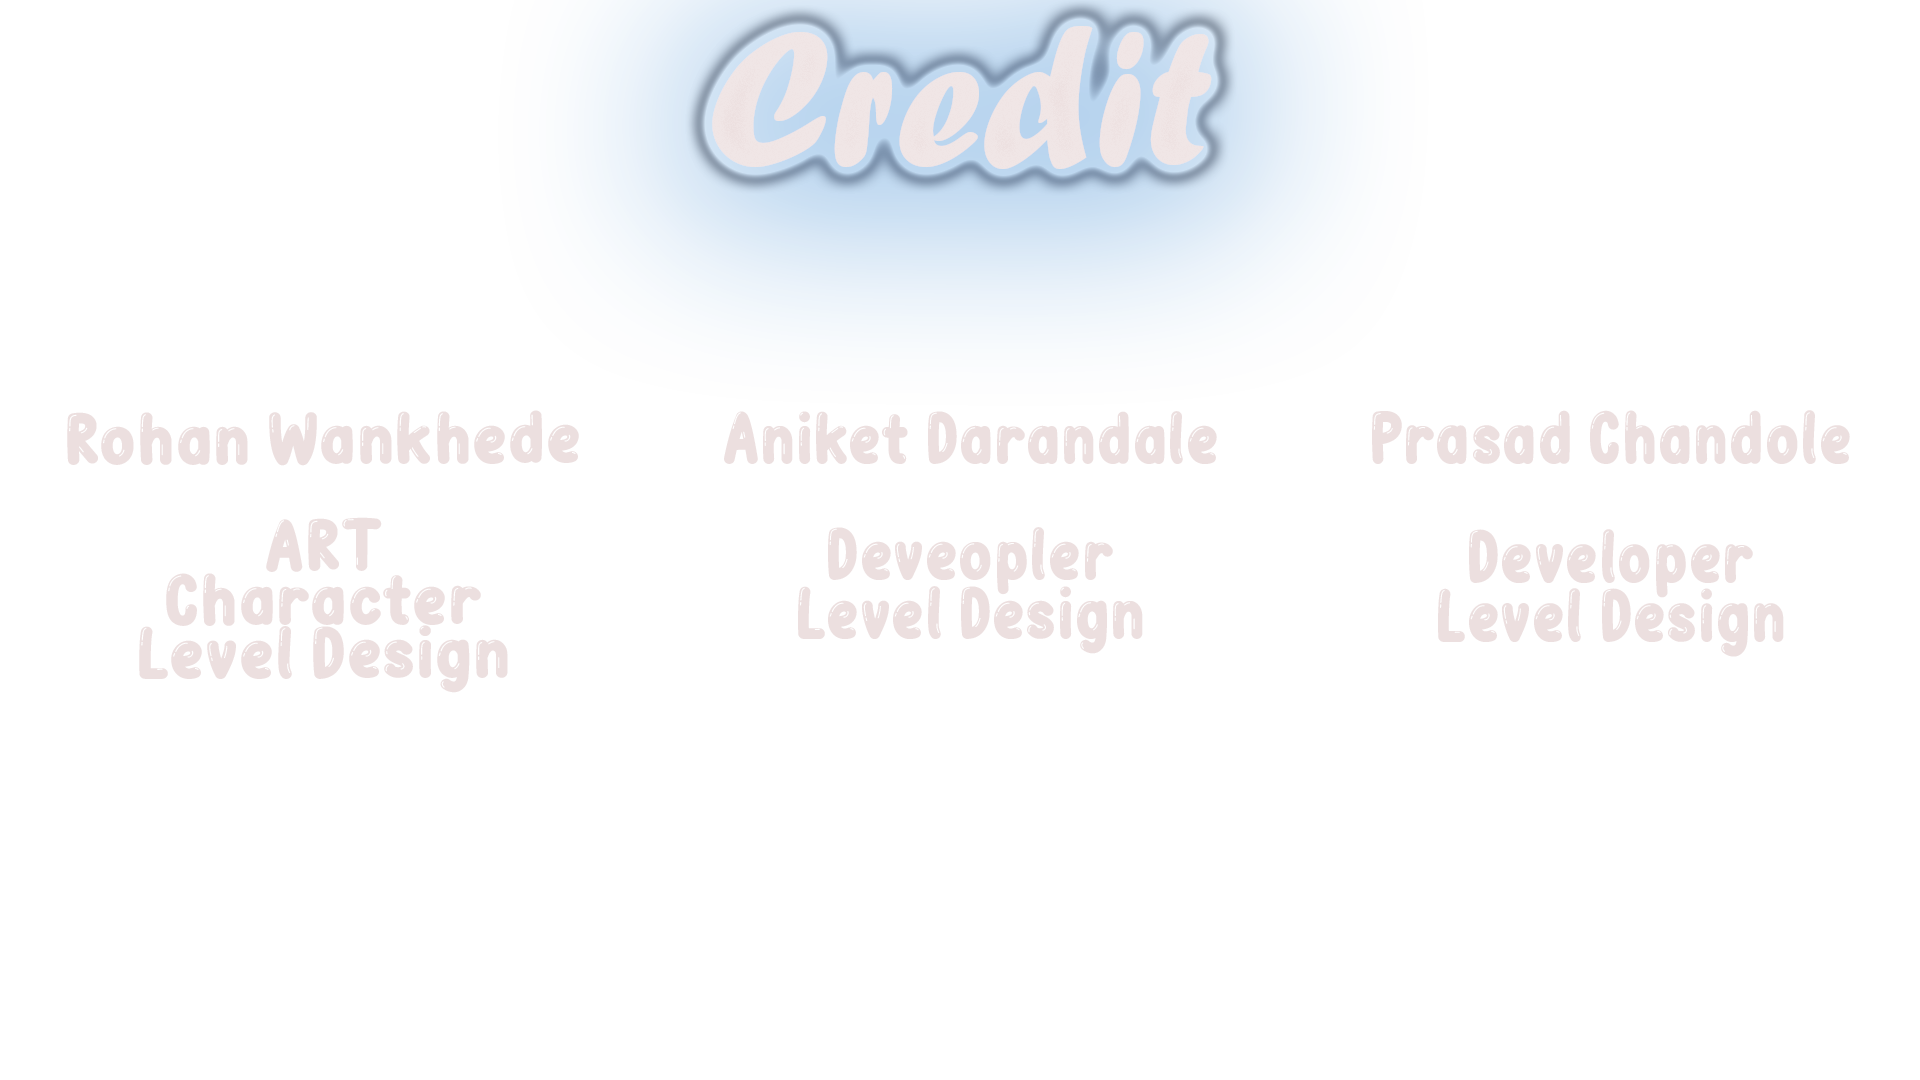 Credit
Rohan Wankhede
ART
Character
Level Design
Aniket Darandale
Deveopler
Level Design
Prasad Chandole
Developer
Level Design